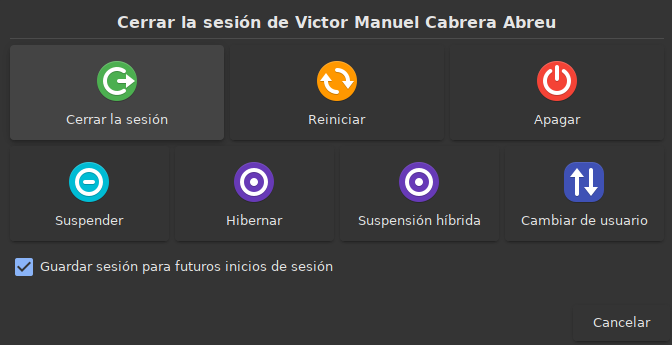 Cerrar la sesión de Victor Manuel Cabrera Abreu
Cerrar la sesión
Reiniciar
Apagar
Suspender
Hibernar
Suspensión híbrida
Cambiar de usuario
Guardar sesión para futuros inicios de sesión
Cancelar